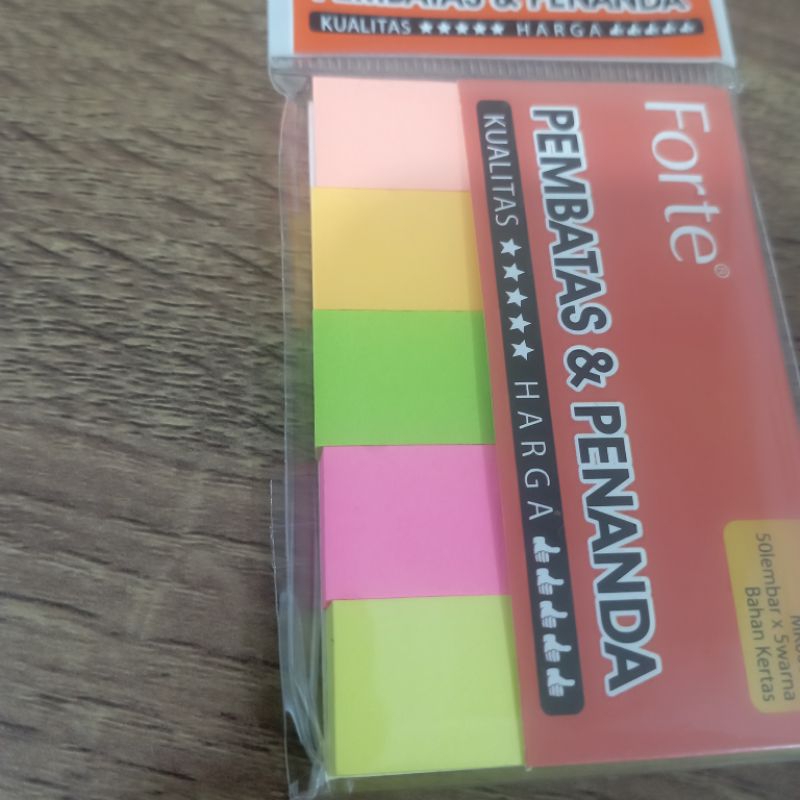 PEMBATAS & PENANDA
KUALITAS ★★★★★ HARGA
Forte®
PEMBATAS & PENANDA
KUALITAS ★★★★★ HARGA
50lembar x 5warna
Bahan Kertas